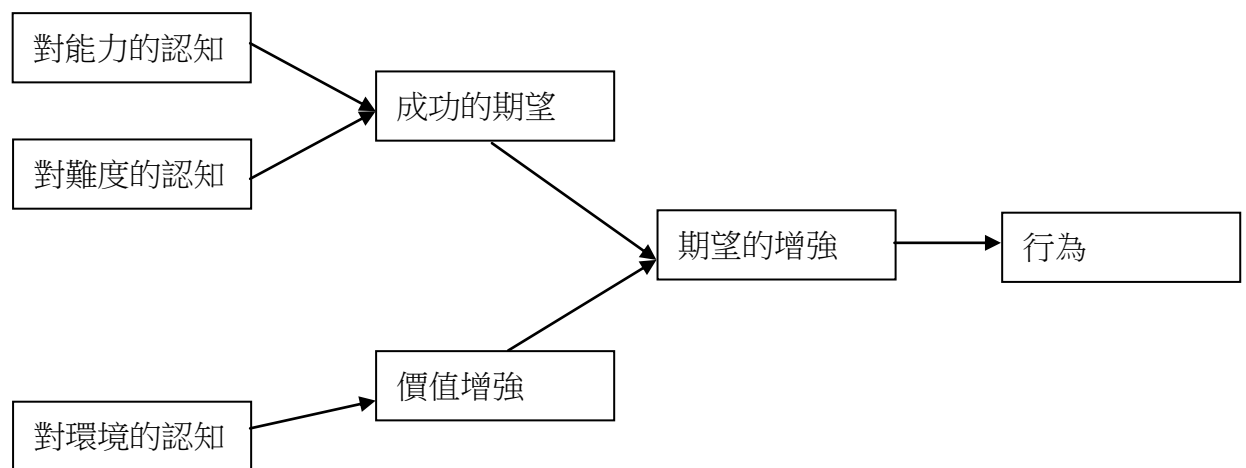 對能力的認知
成功的期望
對難度的認知
期望的增強
行為
價值增強
對環境的認知